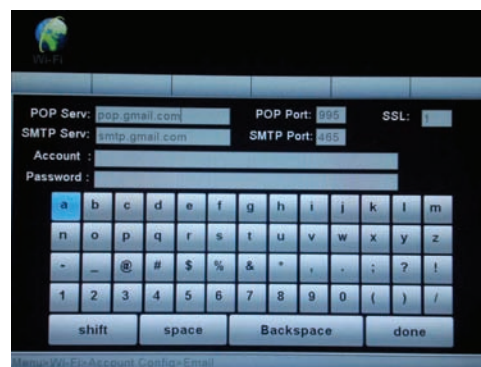 Wi-Fi
POP Serv: pop.gmail.com POP Port: 995 SSL: 1
SMTP Serv: smtp.gmail.com SMTP Port: 465
Account :
Password :
a b c d e f g h i j k l m
n o p q r s t u v w x y z
- _ @ # $ % & * , . ; ? !
1 2 3 4 5 6 7 8 9 0 ( ) /
shift space Backspace done
Menu>Wi-Fi>Account Config>Email